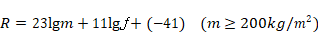 R = 23lgm + 11lgf + (−41) (m ≥ 200kg/m²)